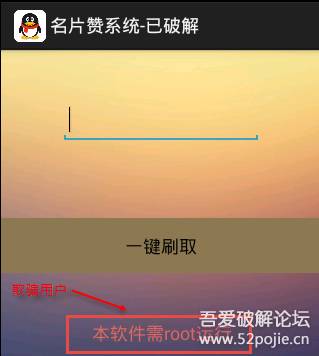 名片赞系统-已破解
一键刷取
欺骗用户
本软件需root运行
吾爱破解论坛
www.52pojie.cn